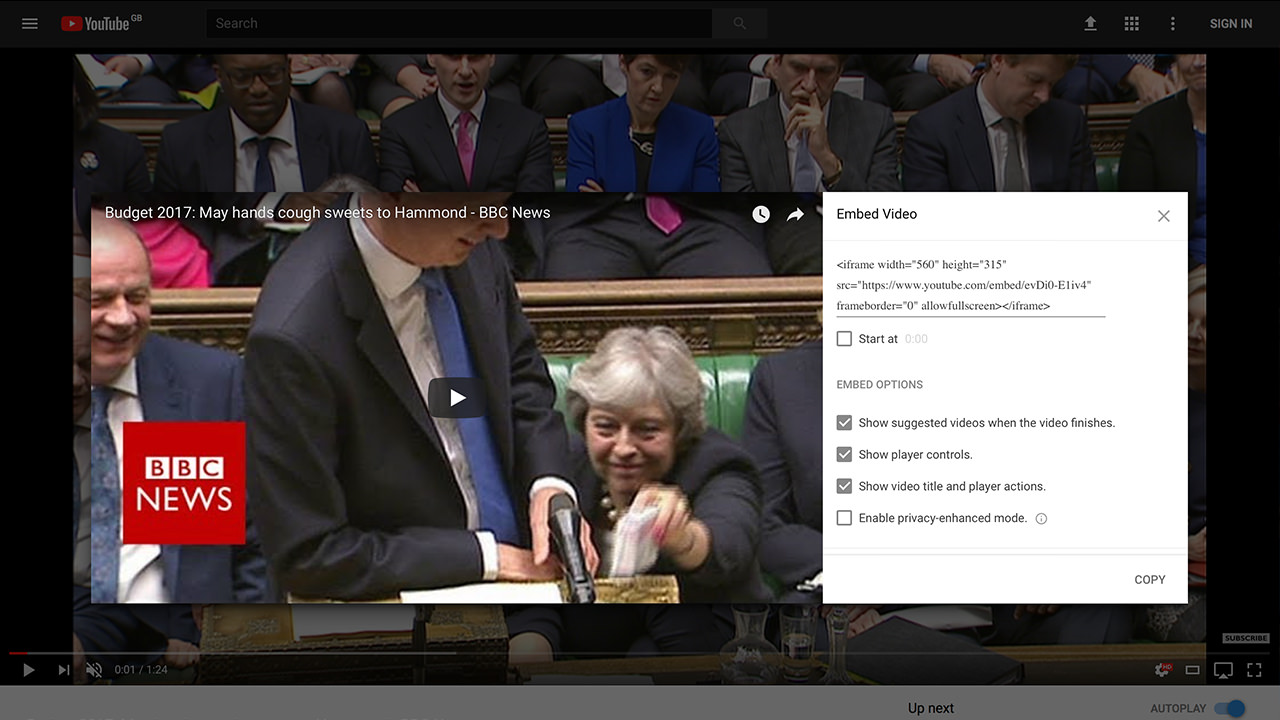 YouTube GB
Search
SIGN IN
Budget 2017: May hands cough sweets to Hammond - BBC News
BBC
NEWS
Embed Video
<iframe width="560" height="315"
src="https://www.youtube.com/embed/evDi0-E1iv4"
frameborder="0" allowfullscreen></iframe>
Start at 0:00
EMBED OPTIONS
Show suggested videos when the video finishes.
Show player controls.
Show video title and player actions.
Enable privacy-enhanced mode.
COPY
SUBSCRIBE
0:01 / 1:24
HD
Up next
AUTOPLAY